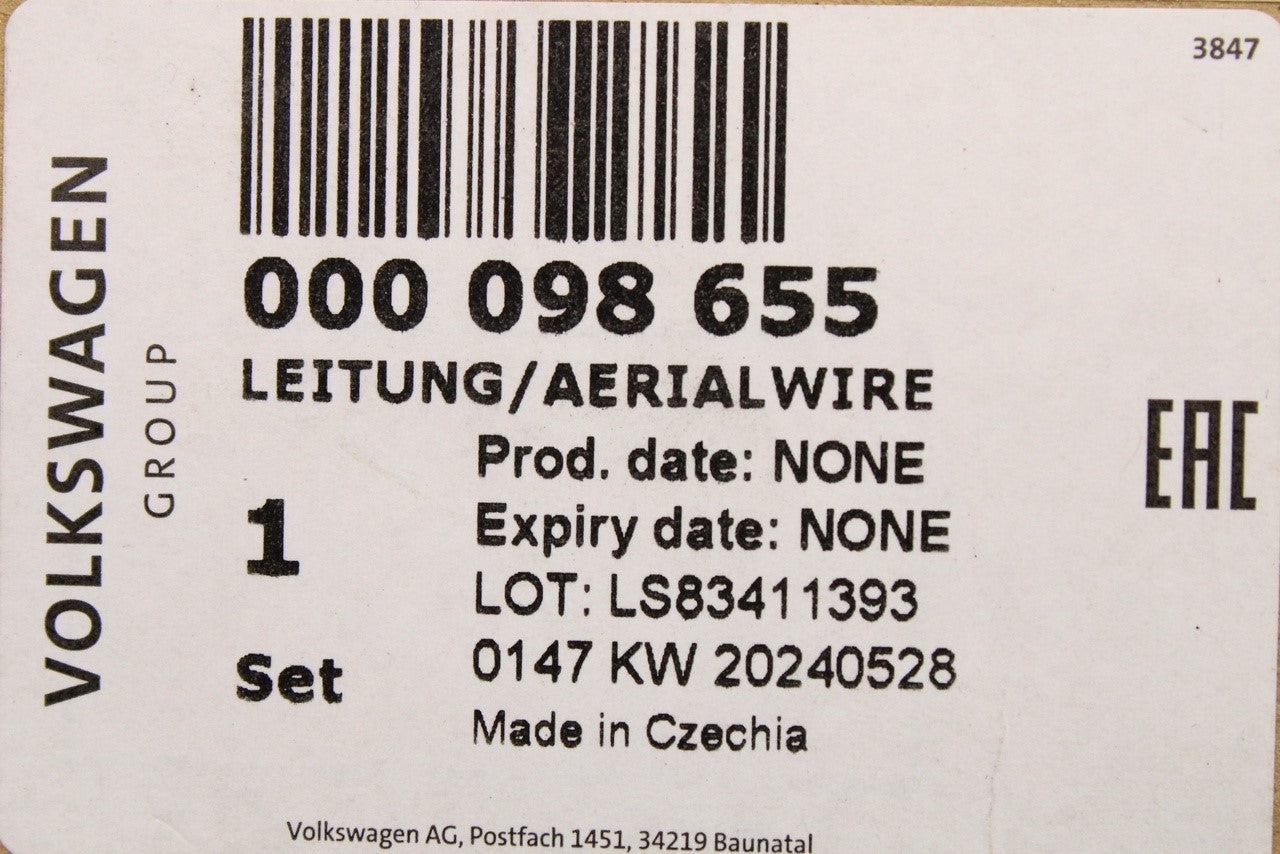 3847
VOLKSWAGEN
GROUP
000 098 655
LEITUNG/AERIALWIRE
Prod. date: NONE
Expiry date: NONE
1
LOT: LS83411393
Set
0147 KW 20240528
Made in Czechia
EAC
Volkswagen AG, Postfach 1451, 34219 Baunatal